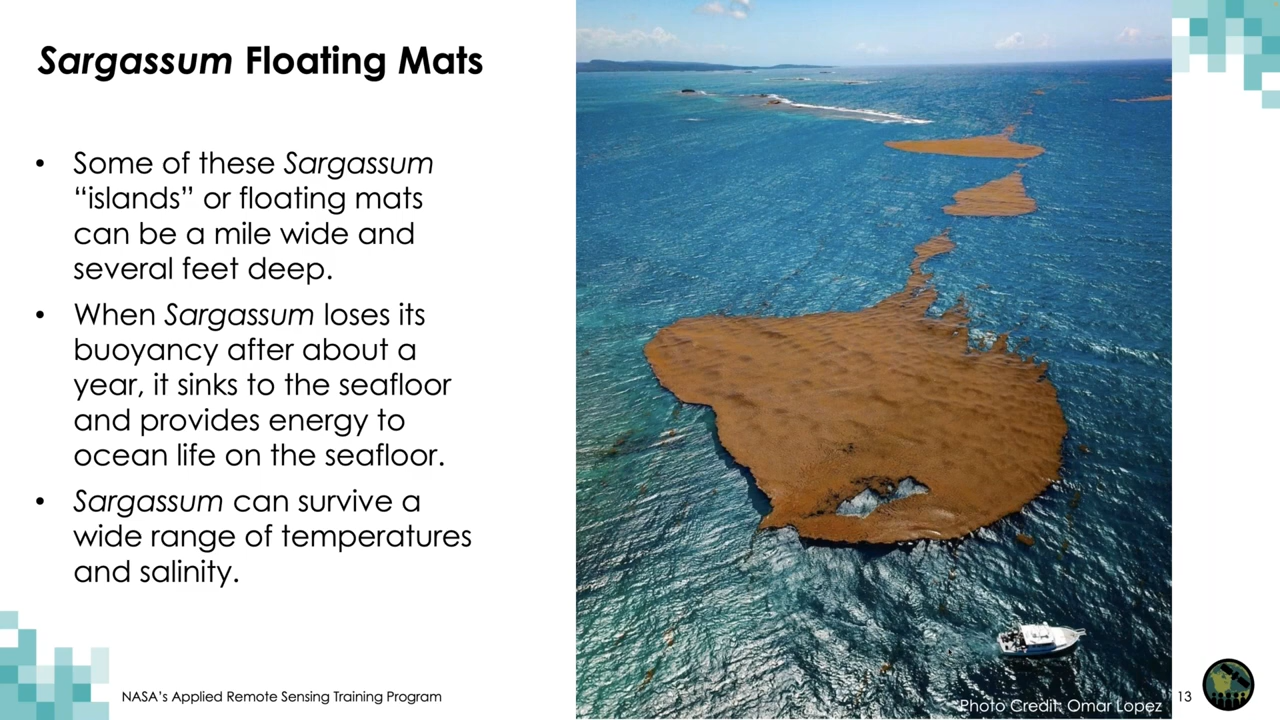 Sargassum Floating Mats
• Some of these Sargassum
“islands” or floating mats
can be a mile wide and
several feet deep.
• When Sargassum loses its
buoyancy after about a
year, it sinks to the seafloor
and provides energy to
ocean life on the seafloor.
• Sargassum can survive a
wide range of temperatures
and salinity.
NASA’s Applied Remote Sensing Training Program
Photo Credit: Omar Lopez
13